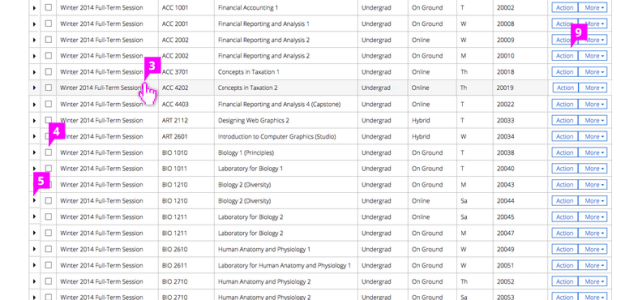 Winter 2014 Full-Term Session ACC 1001 Financial Accounting 1 Undergrad On Ground T 20002 Action More
Winter 2014 Full-Term Session ACC 2001 Financial Reporting and Analysis 1 Undergrad On Ground W 20008 Action More
Winter 2014 Full-Term Session ACC 2002 Financial Reporting and Analysis 2 Undergrad Online W 20009 Action More 9
Winter 2014 Full-Term Session ACC 2002 Financial Reporting and Analysis 2 Undergrad On Ground M 20010 Action More
Winter 2014 Full-Term Session 3 ACC 3701 Concepts in Taxation 1 Undergrad Online Th 20018 Action More
Winter 2014 Full-Term Session ACC 4202 Concepts in Taxation 2 Undergrad Online Th 20019 Action More
Winter 2014 Full-Term Session ACC 4403 Financial Reporting and Analysis 4 (Capstone) Undergrad Online T 20022 Action More
Winter 2014 Full-Term Session ART 2112 Designing Web Graphics 2 Undergrad Hybrid T 20033 Action More
4 Winter 2014 Full-Term Session ART 2601 Introduction to Computer Graphics (Studio) Undergrad Hybrid W 20034 Action More
Winter 2014 Full-Term Session BIO 1010 Biology 1 (Principles) Undergrad On Ground T 20038 Action More
Winter 2014 Full-Term Session BIO 1011 Laboratory for Biology 1 Undergrad On Ground T 20040 Action More
5 Winter 2014 Full-Term Session BIO 1210 Biology 2 (Diversity) Undergrad On Ground M 20043 Action More
Winter 2014 Full-Term Session BIO 1210 Biology 2 (Diversity) Undergrad Online Sa 20044 Action More
Winter 2014 Full-Term Session BIO 1211 Laboratory for Biology 2 Undergrad Online Sa 20045 Action More
Winter 2014 Full-Term Session BIO 1211 Laboratory for Biology 2 Undergrad On Ground M 20047 Action More
Winter 2014 Full-Term Session BIO 2610 Human Anatomy and Physiology 1 Undergrad On Ground W 20049 Action More
Winter 2014 Full-Term Session BIO 2611 Laboratory for Human Anatomy and Physiology 1 Undergrad On Ground W 20051 Action More
Winter 2014 Full-Term Session BIO 2710 Human Anatomy and Physiology 2 Undergrad On Ground Th 20052 Action More
Winter 2014 Full-Term Session BIO 2710 Human Anatomy and Physiology 2 Undergrad On Ground Sa 20053 Action More